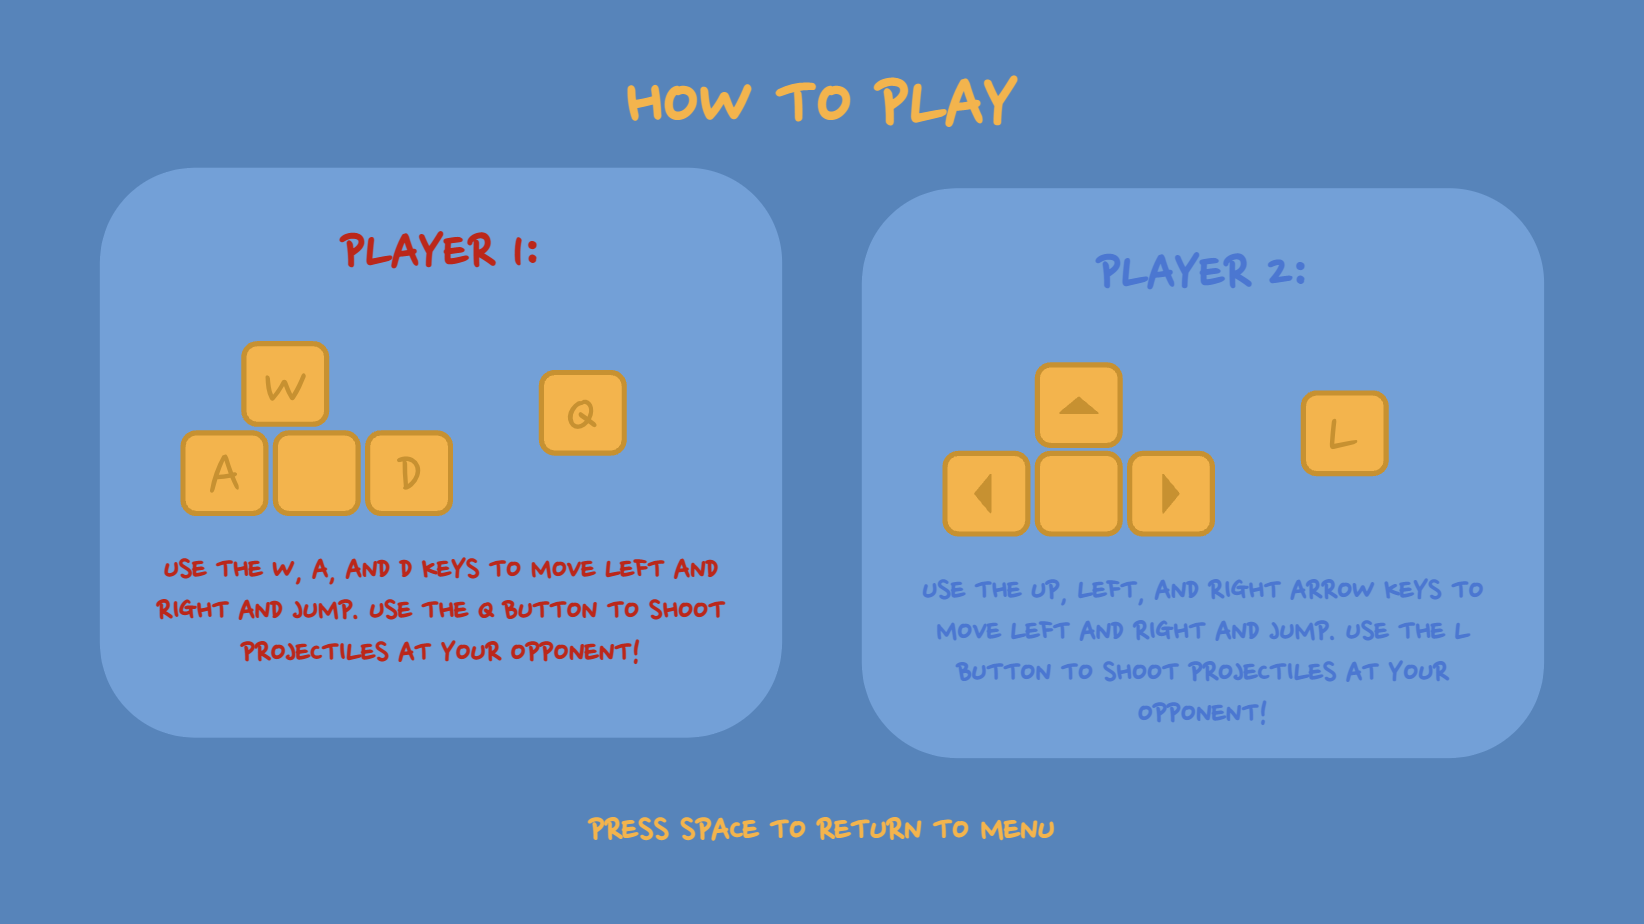 HOW TO PLAY
PLAYER 1:
W
Q
A D
USE THE W, A, AND D KEYS TO MOVE LEFT AND
RIGHT AND JUMP. USE THE Q BUTTON TO SHOOT
PROJECTILES AT YOUR OPPONENT!
PLAYER 2:
L
USE THE UP, LEFT, AND RIGHT ARROW KEYS TO
MOVE LEFT AND RIGHT AND JUMP. USE THE L
BUTTON TO SHOOT PROJECTILES AT YOUR
OPPONENT!
PRESS SPACE TO RETURN TO MENU